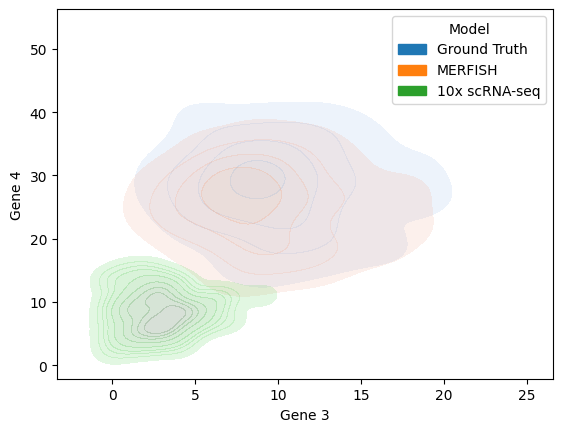 Model
Ground Truth
MERFISH
10x scRNA-seq
50
40
30
20
10
0
Gene 4
0 5 10 15 20 25
Gene 3